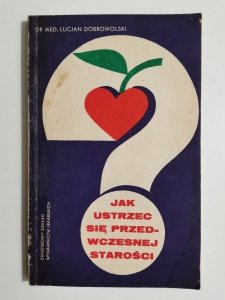 DR MED. LUCJAN DOBROWOLSKI
JAK
USTRZEC
SIĘ PRZED-
WCZESNEJ
STAROŚCI
PAŃSTWOWY ZAKŁAD
WYDAWNICTW LEKARSKICH